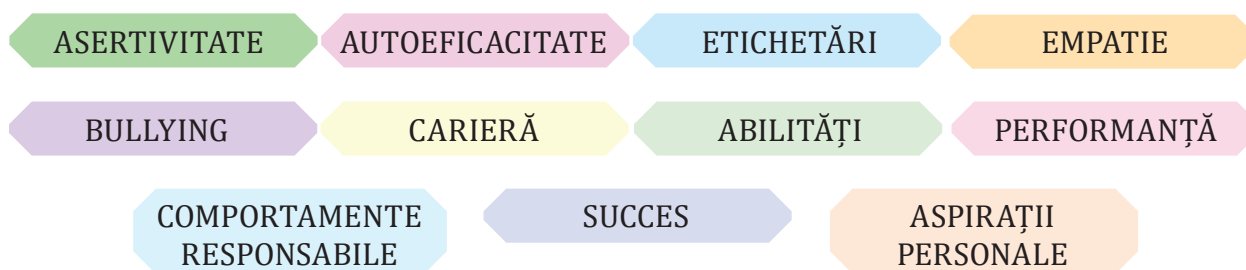 ASERTIVITATE AUTOEFICACITATE ETICHETĂRI EMPATIE
BULLYING CARIERĂ ABILITĂȚI PERFORMANȚĂ
COMPORTAMENTE RESPONSABILE SUCCES ASPIRAȚII PERSONALE